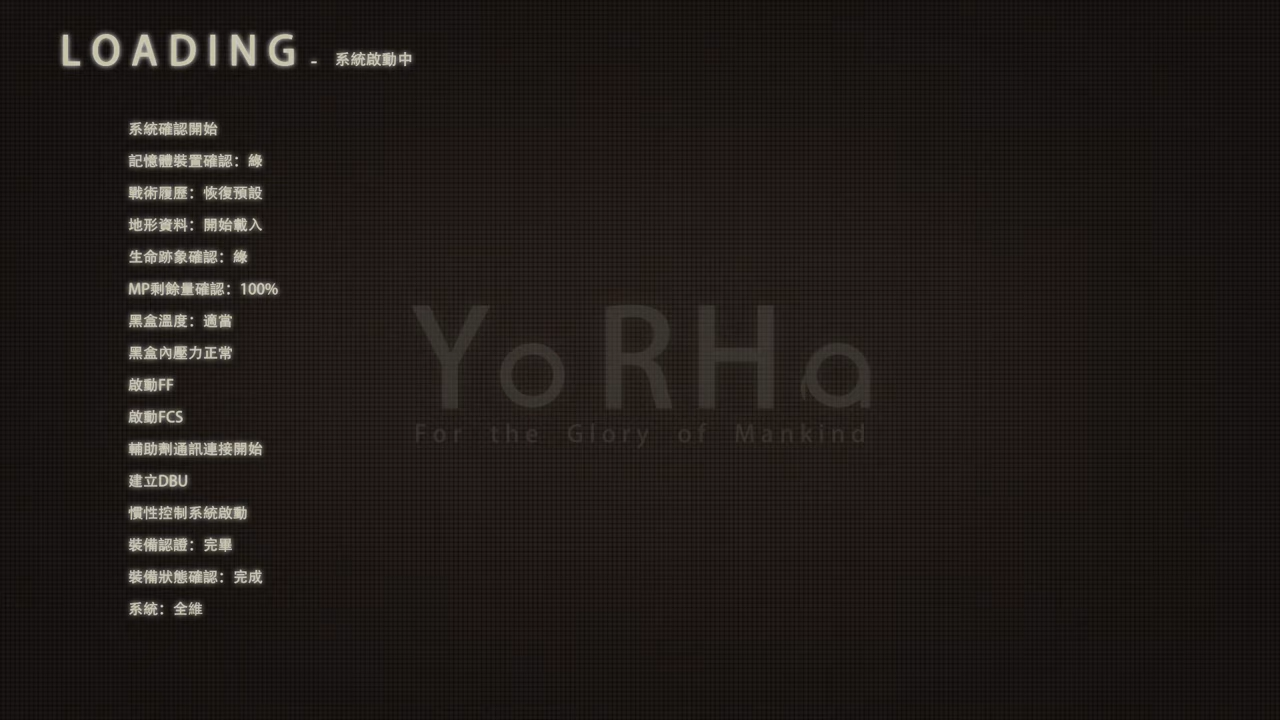 LOADING - 系統啟動中
系統確認開始
記憶體裝置確認：綠
戰術履歷：恢復預設
地形資料：開始載入
生命跡象確認：綠
MP剩餘量確認：100%
黑盒溫度：適當
黑盒內壓力正常
啟動FF
啟動FCS
輔助劑通訊連接開始
建立DBU
慣性控制系統啟動
裝備認證：完畢
裝備狀態確認：完成
系統：全維
YoRHa
For the Glory of Mankind